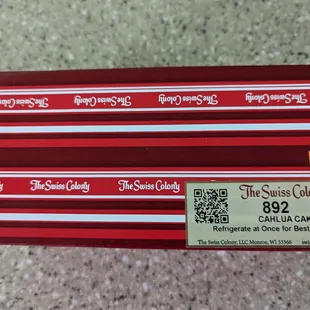 The Swiss Colony The Swiss Colony The Swiss Colony The Swiss Colony
The Swiss Colony The Swiss Colony
The Swiss Colo
892
CAHLUA CAK
Refrigerate at Once for Best
The Swiss Colony, LLC Monroe, WI 53566 swi